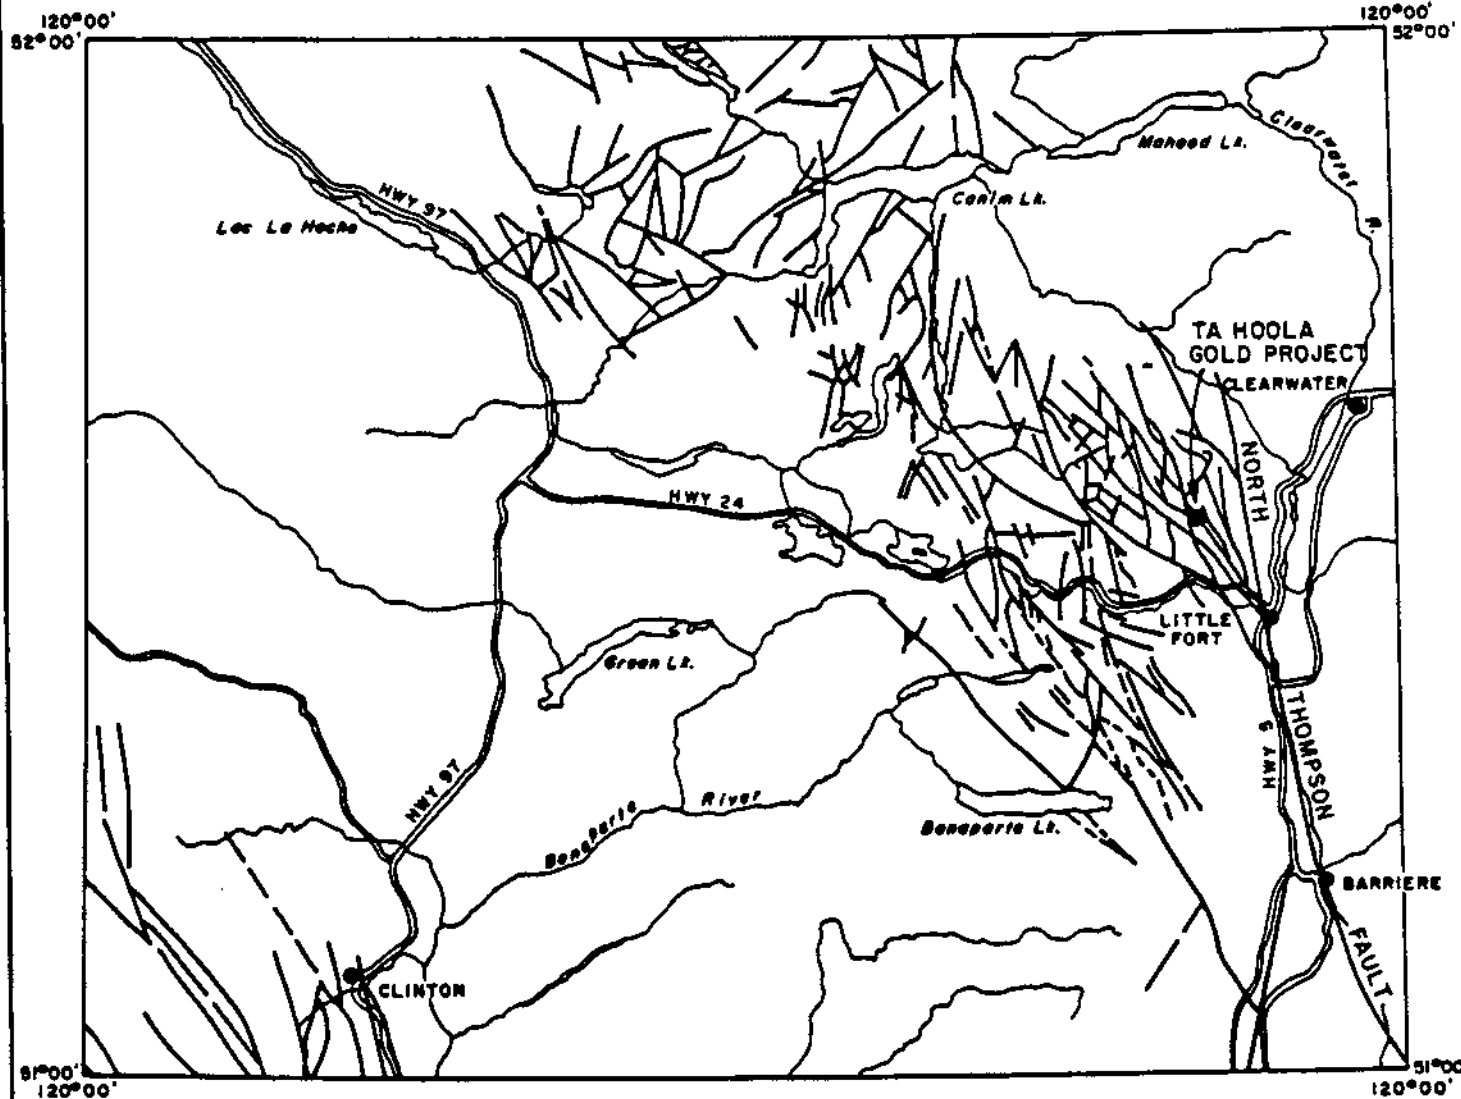 120°00'
52°00'
120°00'
52°00'
Clearwater R.
Mahood Lk.
HWY 97
Canim Lk.
Lac La Hache
TA HOOLA
GOLD PROJECT
CLEARWATER
NORTH
HWY 24
LITTLE
FORT
Green Lk.
THOMPSON
HWY 5
HWY 97
Bonaparte River
Bonaparte Lk.
BARRIERE
FAULT
CLINTON
51°00'
120°00'
51°00'
120°00'